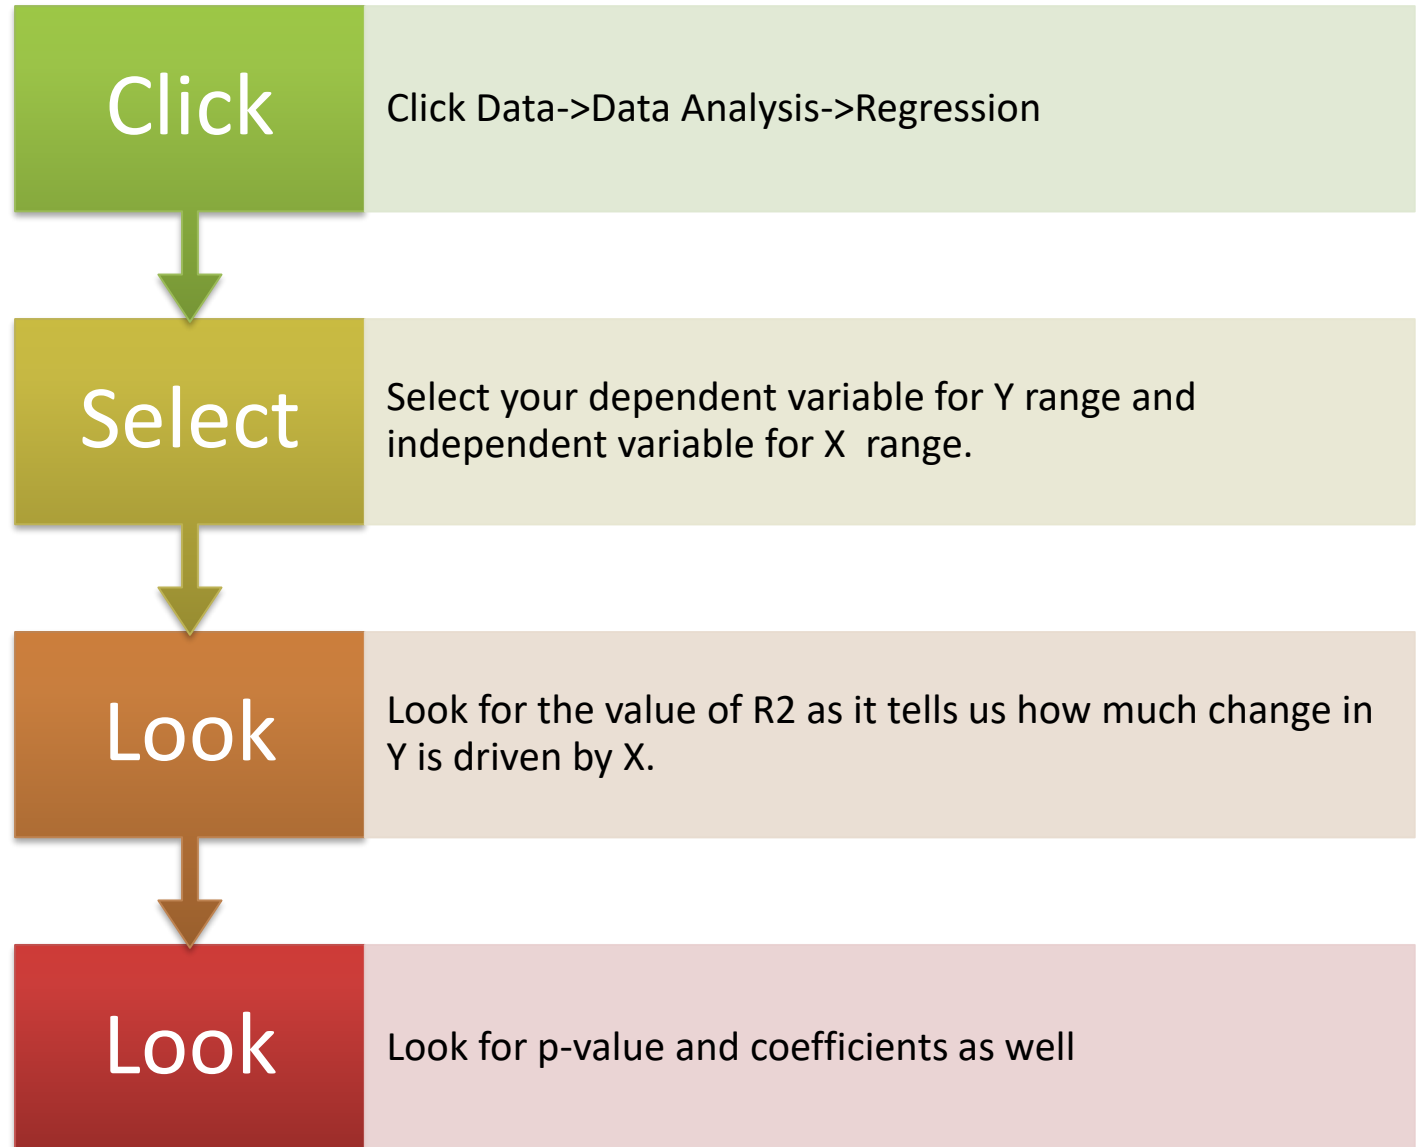 Click
Click Data->Data Analysis->Regression
Select
Select your dependent variable for Y range and
independent variable for X  range.
Look
Look for the value of R2 as it tells us how much change in
Y is driven by X.
Look
Look for p-value and coefficients as well